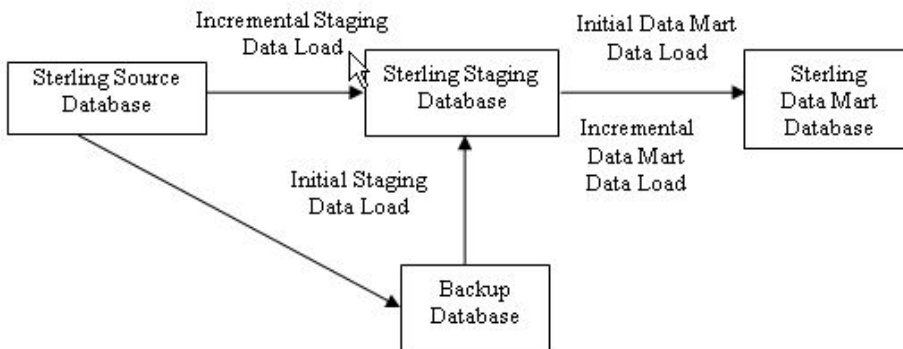 Incremental Staging
Data Load
Initial Data Mart
Data Load
Sterling Source
Database
Sterling Staging
Database
Sterling
Data Mart
Database
Incremental
Data Mart
Data Load
Initial Staging
Data Load
Backup
Database